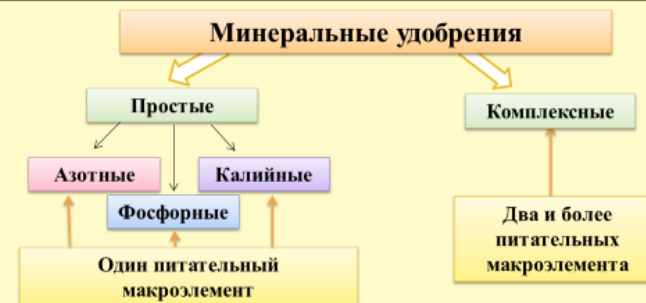 Минеральные удобрения
Простые
Комплексные
Азотные
Калийные
Фосфорные
Два и более
питательных
макроэлемента
Один питательный
макроэлемент